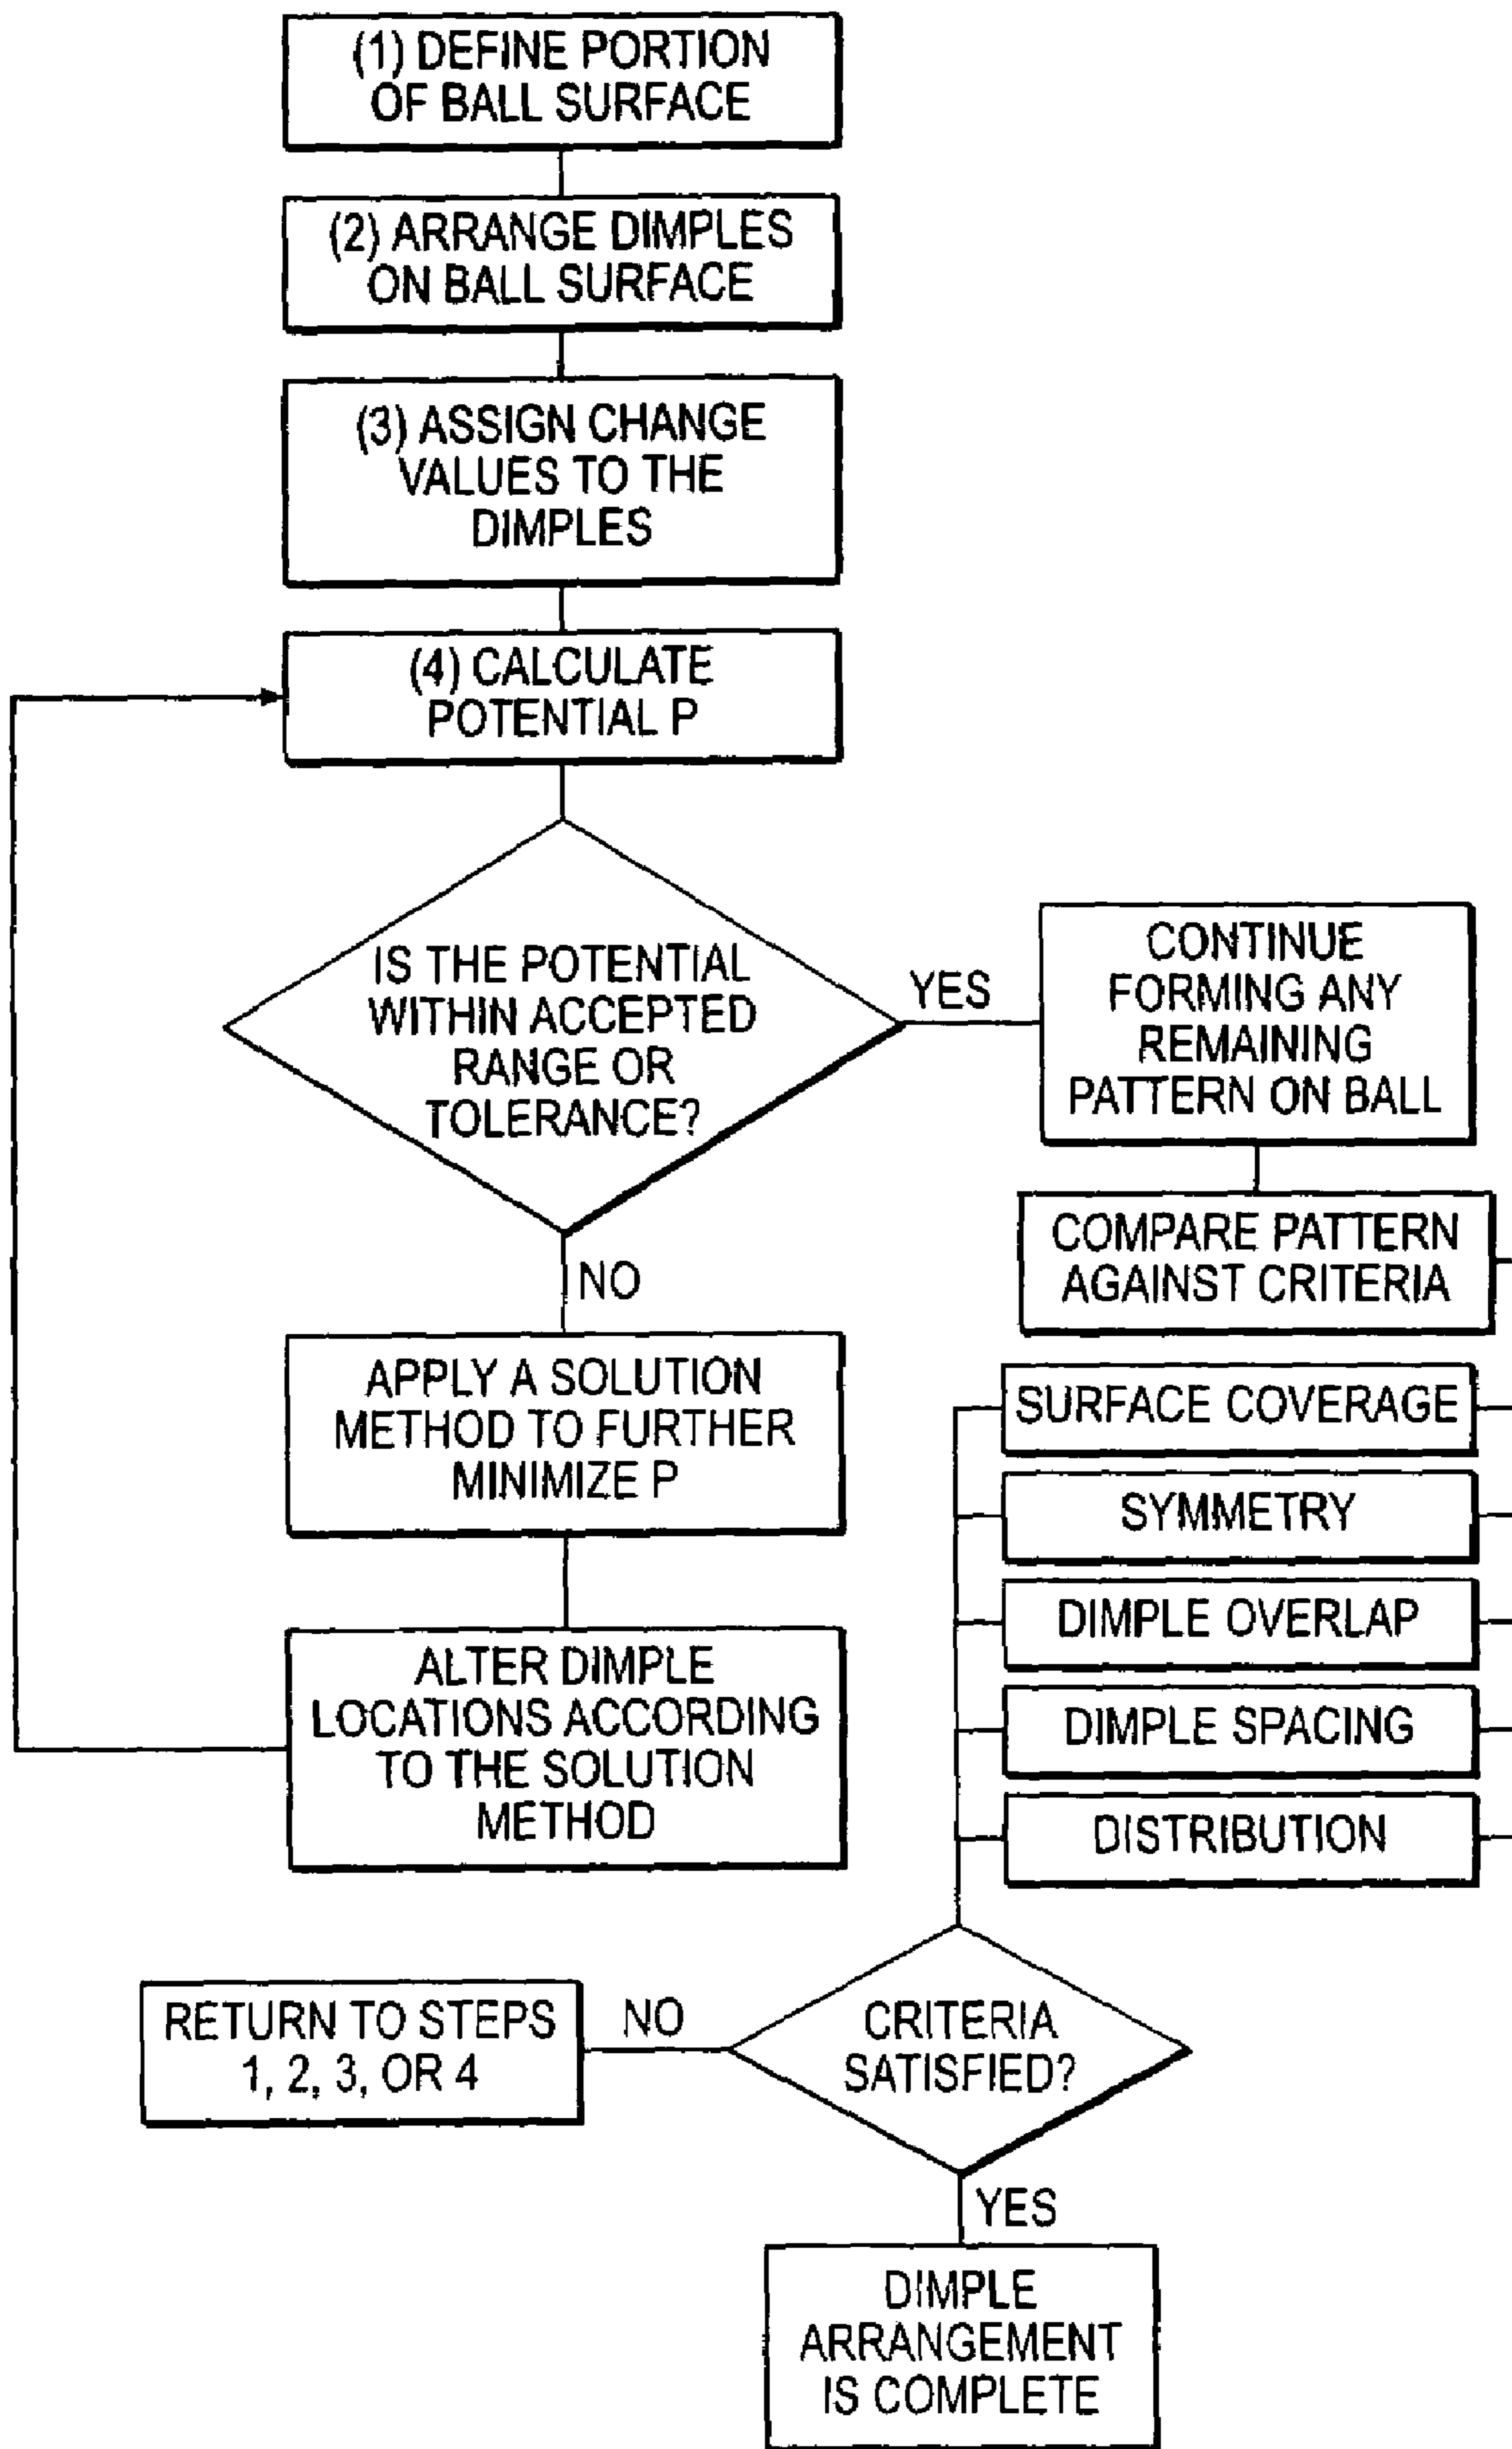 (1) DEFINE PORTION
OF BALL SURFACE
(2) ARRANGE DIMPLES
ON BALL SURFACE
(3) ASSIGN CHANGE
VALUES TO THE
DIMPLES
(4) CALCULATE
POTENTIAL P
IS THE POTENTIAL
WITHIN ACCEPTED
RANGE OR
TOLERANCE?
YES
CONTINUE
FORMING ANY
REMAINING
PATTERN ON BALL
COMPARE PATTERN
AGAINST CRITERIA
NO
APPLY A SOLUTION
METHOD TO FURTHER
MINIMIZE P
ALTER DIMPLE
LOCATIONS ACCORDING
TO THE SOLUTION
METHOD
SURFACE COVERAGE
SYMMETRY
DIMPLE OVERLAP
DIMPLE SPACING
DISTRIBUTION
CRITERIA
SATISFIED?
NO
RETURN TO STEPS
1, 2, 3, OR 4
YES
DIMPLE
ARRANGEMENT
IS COMPLETE